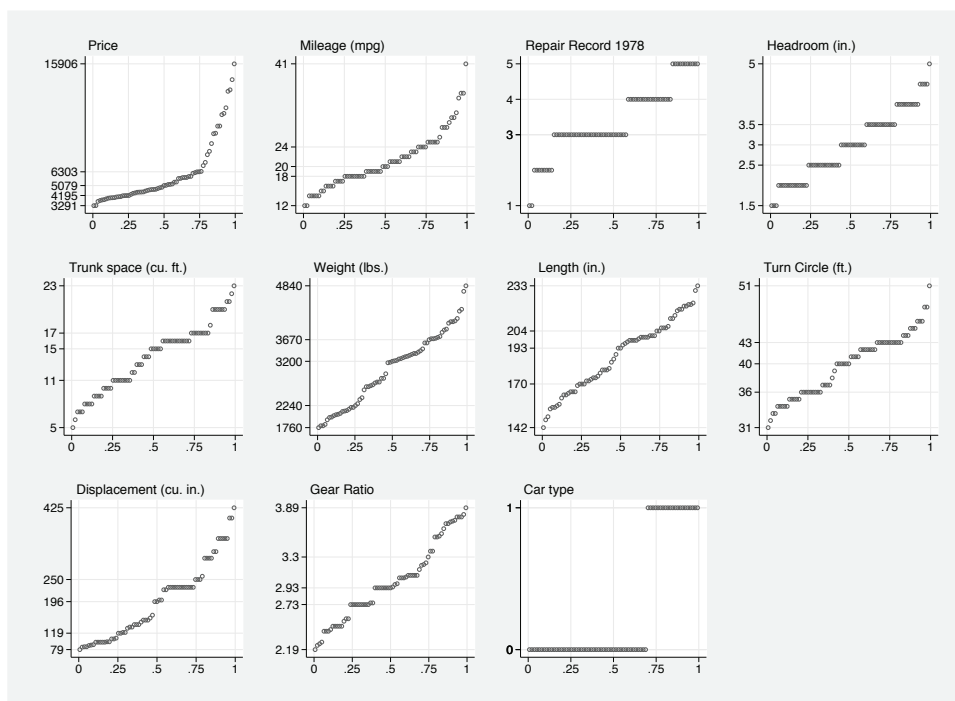 Price
15906
6303
5079
4195
3291
0 .25 .5 .75 1
Mileage (mpg)
41
24
20
18
12
0 .25 .5 .75 1
Repair Record 1978
5
4
3
1
0 .25 .5 .75 1
Headroom (in.)
5
3.5
3
2.5
1.5
0 .25 .5 .75 1
Trunk space (cu. ft.)
23
17
15
11
5
0 .25 .5 .75 1
Weight (lbs.)
4840
3670
3200
2240
1760
0 .25 .5 .75 1
Length (in.)
233
204
193
170
142
0 .25 .5 .75 1
Turn Circle (ft.)
51
43
40
36
31
0 .25 .5 .75 1
Displacement (cu. in.)
425
250
196
119
79
0 .25 .5 .75 1
Gear Ratio
3.89
3.3
2.93
2.73
2.19
0 .25 .5 .75 1
Car type
1
0
0 .25 .5 .75 1